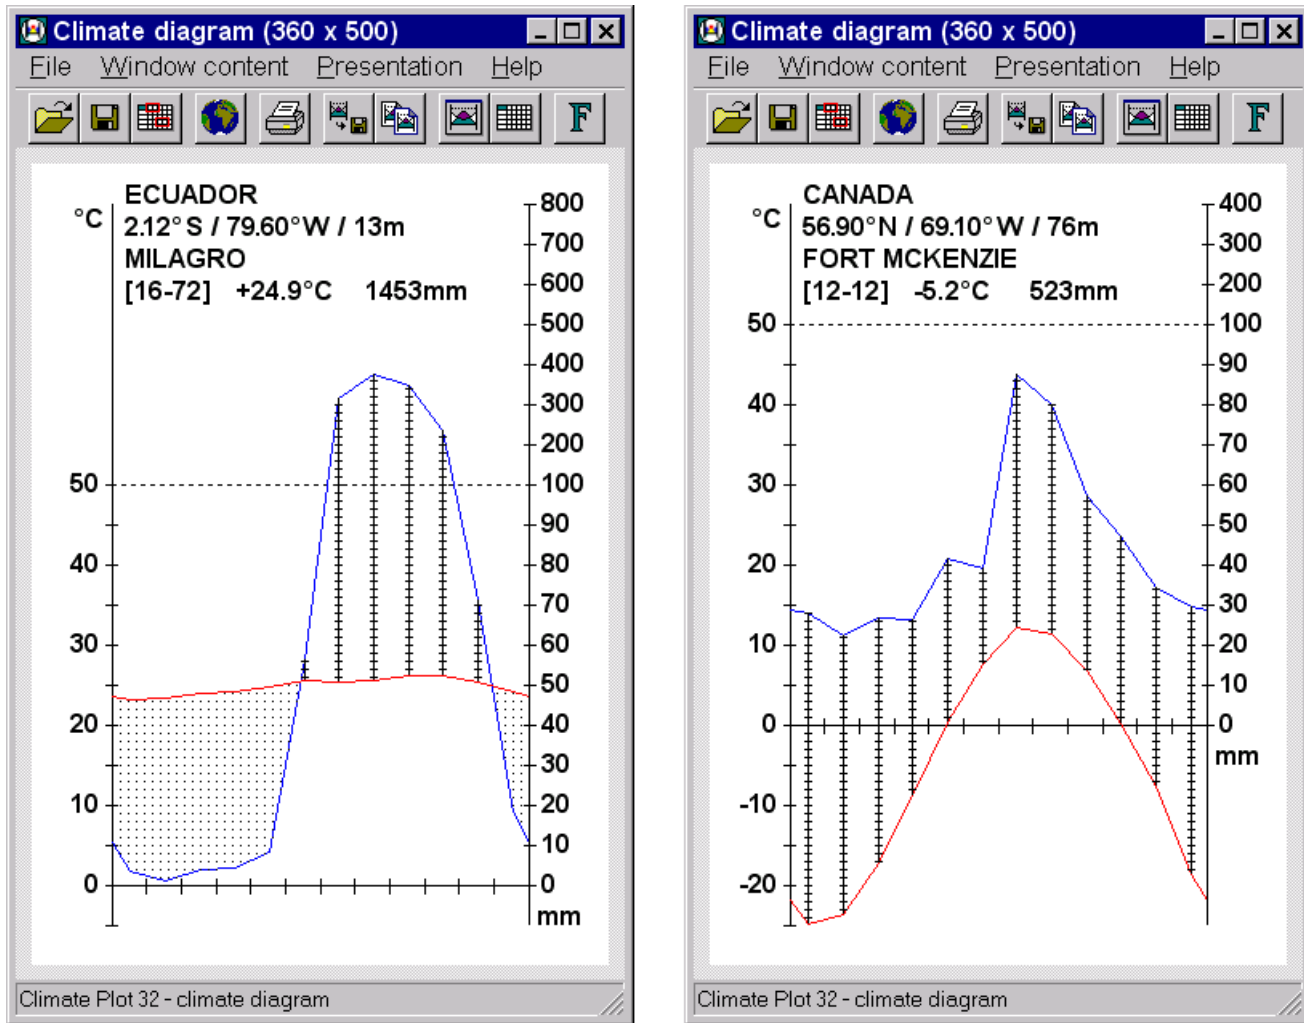 Climate diagram (360 x 500)
File Window content Presentation Help
F
ECUADOR
°C
2.12°S / 79.60°W / 13m
MILAGRO
[16-72] +24.9°C 1453mm
50
40
30
20
10
0
800
700
600
500
400
300
200
100
90
80
70
60
50
40
30
20
10
0
mm
Climate Plot 32 - climate diagram
Climate diagram (360 x 500)
File Window content Presentation Help
F
CANADA
°C
56.90°N / 69.10°W / 76m
FORT MCKENZIE
[12-12] -5.2°C 523mm
50
40
30
20
10
0
-10
-20
400
300
200
100
90
80
70
60
50
40
30
20
10
0
mm
Climate Plot 32 - climate diagram